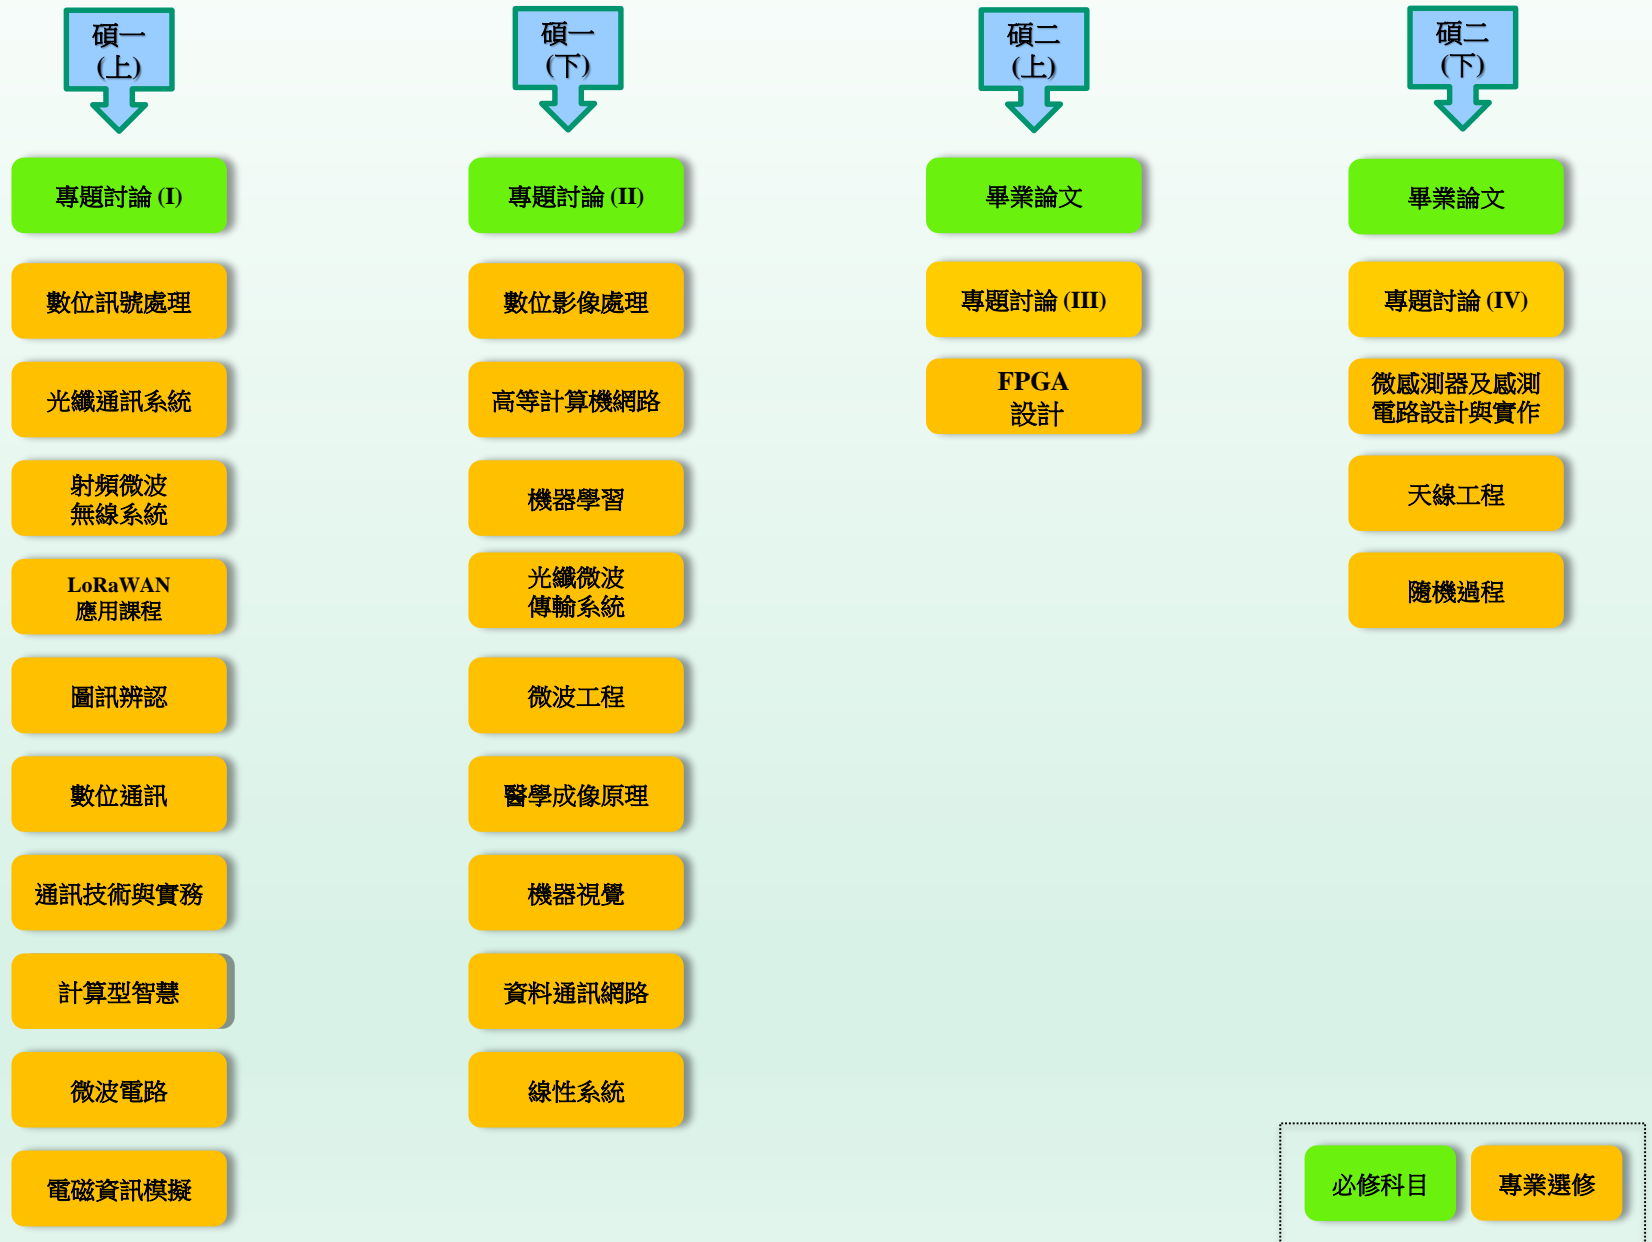 碩一
(上)
專題討論 (I)
數位訊號處理
光纖通訊系統
射頻微波
無線系統
LoRaWAN
應用課程
圖訊辨認
數位通訊
通訊技術與實務
計算型智慧
微波電路
電磁資訊模擬
碩一
(下)
專題討論 (II)
數位影像處理
高等計算機網路
機器學習
光纖微波
傳輸系統
微波工程
醫學成像原理
機器視覺
資料通訊網路
線性系統
碩二
(上)
畢業論文
專題討論 (III)
FPGA
設計
碩二
(下)
畢業論文
專題討論 (IV)
微感測器及感測
電路設計與實作
天線工程
隨機過程
必修科目
專業選修